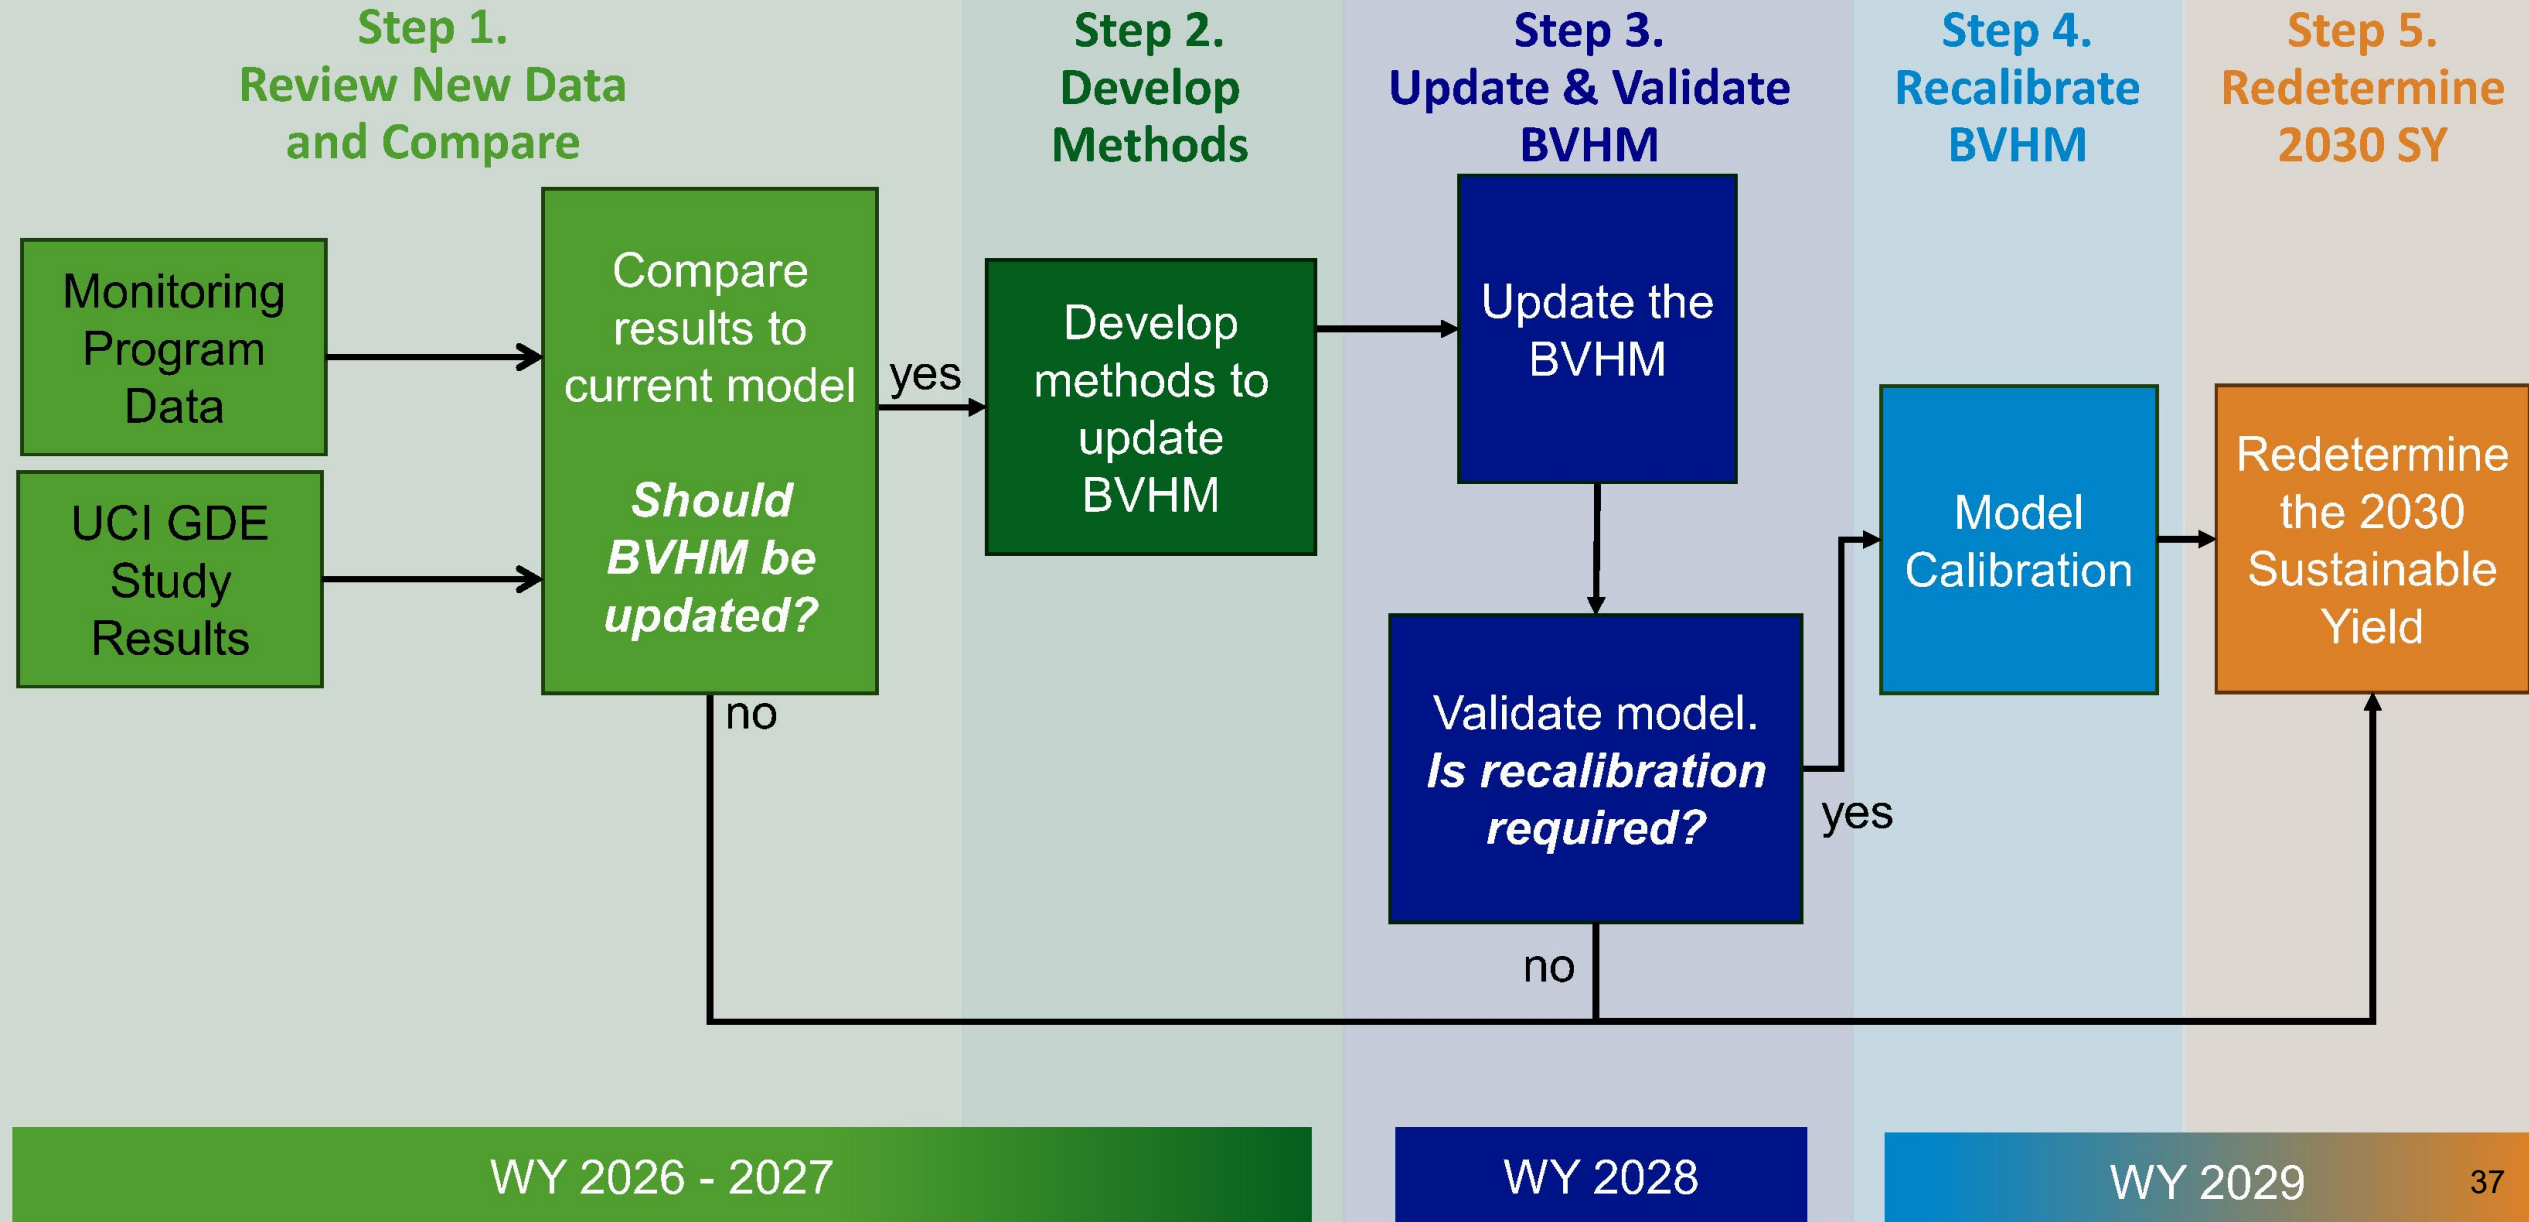 Step 1.
Review New Data
and Compare
Step 2.
Develop
Methods
Step 3.
Update & Validate
BVHM
Step 4.
Recalibrate
BVHM
Step 5.
Redetermine
2030 SY
Monitoring
Program
Data
UCI GDE
Study
Results
Compare
results to
current model
Should
BVHM be
updated?
yes
no
Develop
methods to
update
BVHM
Update the
BVHM
Validate model.
Is recalibration
required?
yes
no
Model
Calibration
Redetermine
the 2030
Sustainable
Yield
WY 2026 - 2027
WY 2028
WY 2029
37